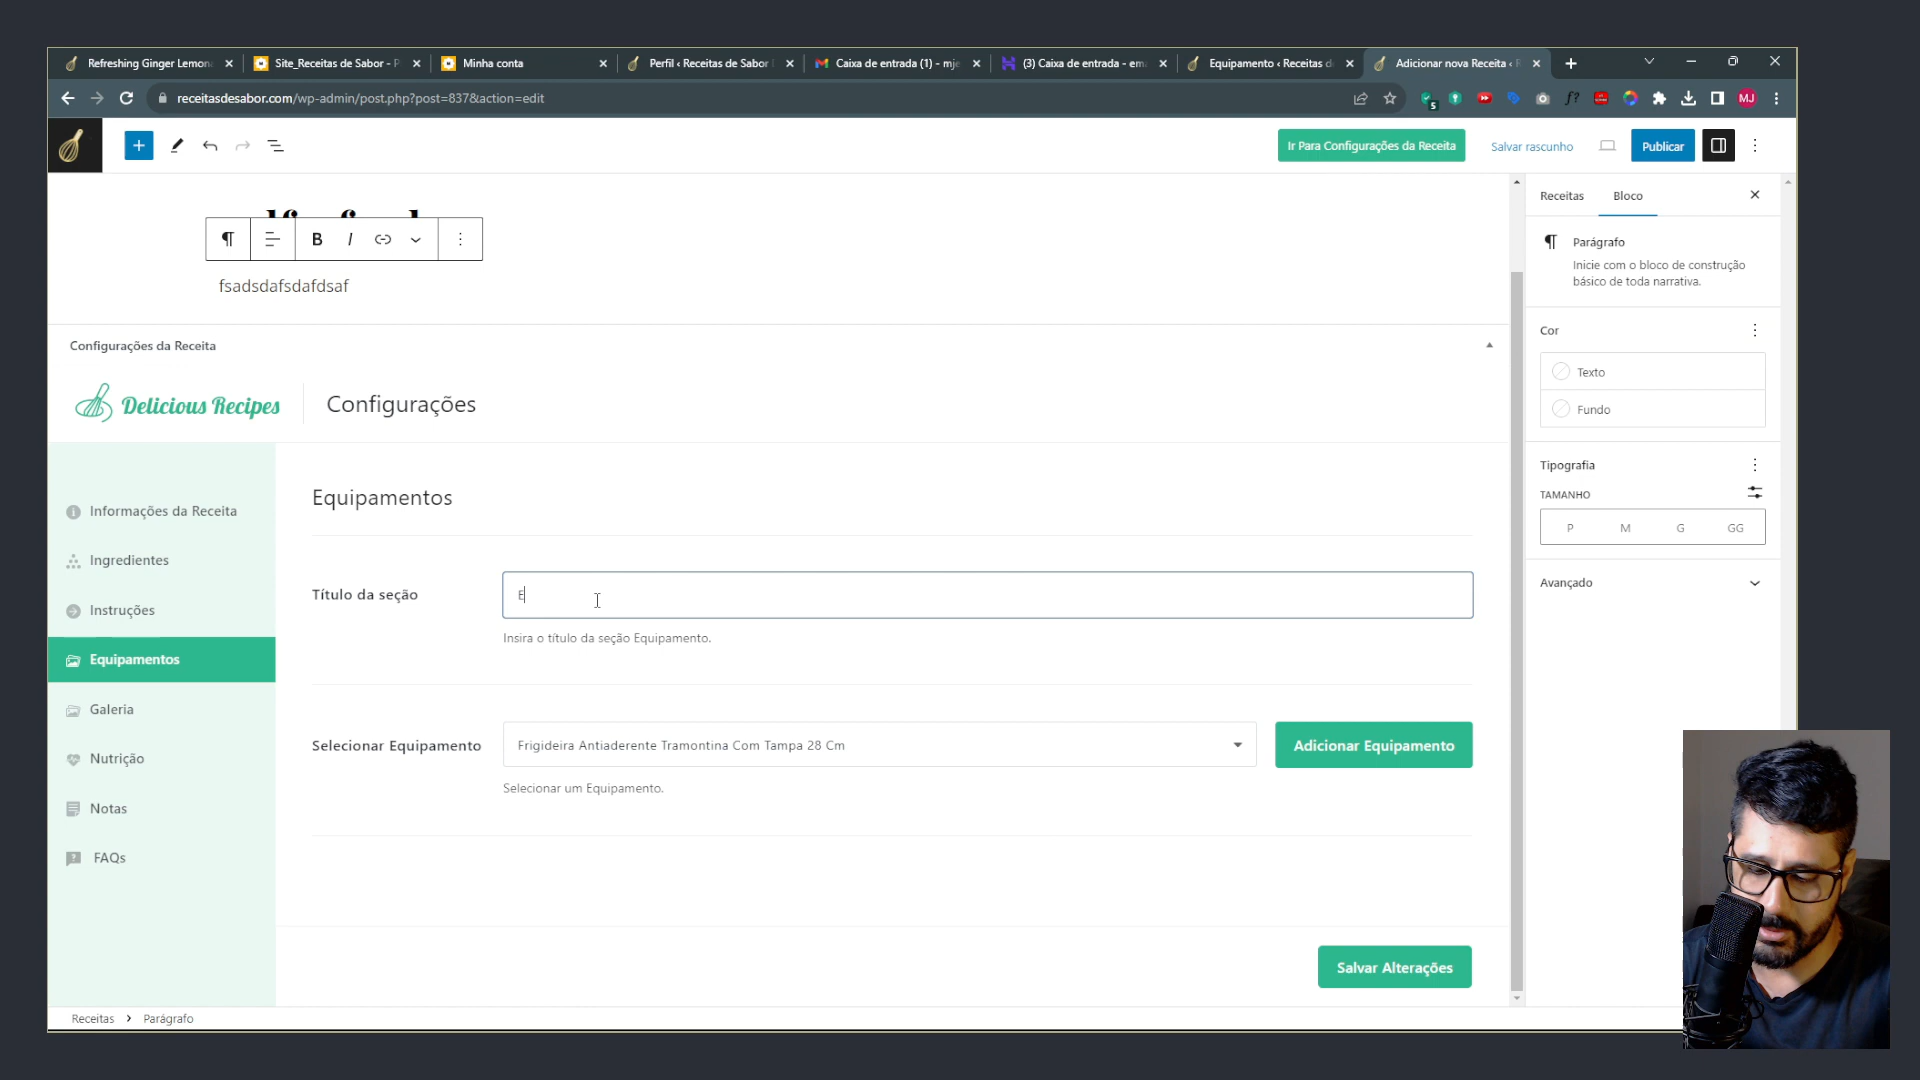 Refreshing Ginger Lemon
Site_Receitas de Sabor - P
Minha conta
Perfil ‹ Receitas de Sabor
Caixa de entrada (1) - mje
(3) Caixa de entrada - em
Equipamento ‹ Receitas d
Adicionar nova Receita ‹ R
receitasdesabor.com/wp-admin/post.php?post=837&action=edit
5
f?
MJ
Ir Para Configurações da Receita
Salvar rascunho
Publicar
B
I
fsadsdafsdafdsaf
Configurações da Receita
Delicious Recipes
Configurações
Informações da Receita
Ingredientes
Instruções
Equipamentos
Galeria
Nutrição
Notas
FAQs
Equipamentos
Título da seção
E
Insira o título da seção Equipamento.
Selecionar Equipamento
Frigideira Antiaderente Tramontina Com Tampa 28 Cm
Adicionar Equipamento
Selecionar um Equipamento.
Salvar Alterações
Receitas
Bloco
Parágrafo
Inicie com o bloco de construção
básico de toda narrativa.
Cor
Texto
Fundo
Tipografia
TAMANHO
P M G GG
Avançado
Receitas › Parágrafo